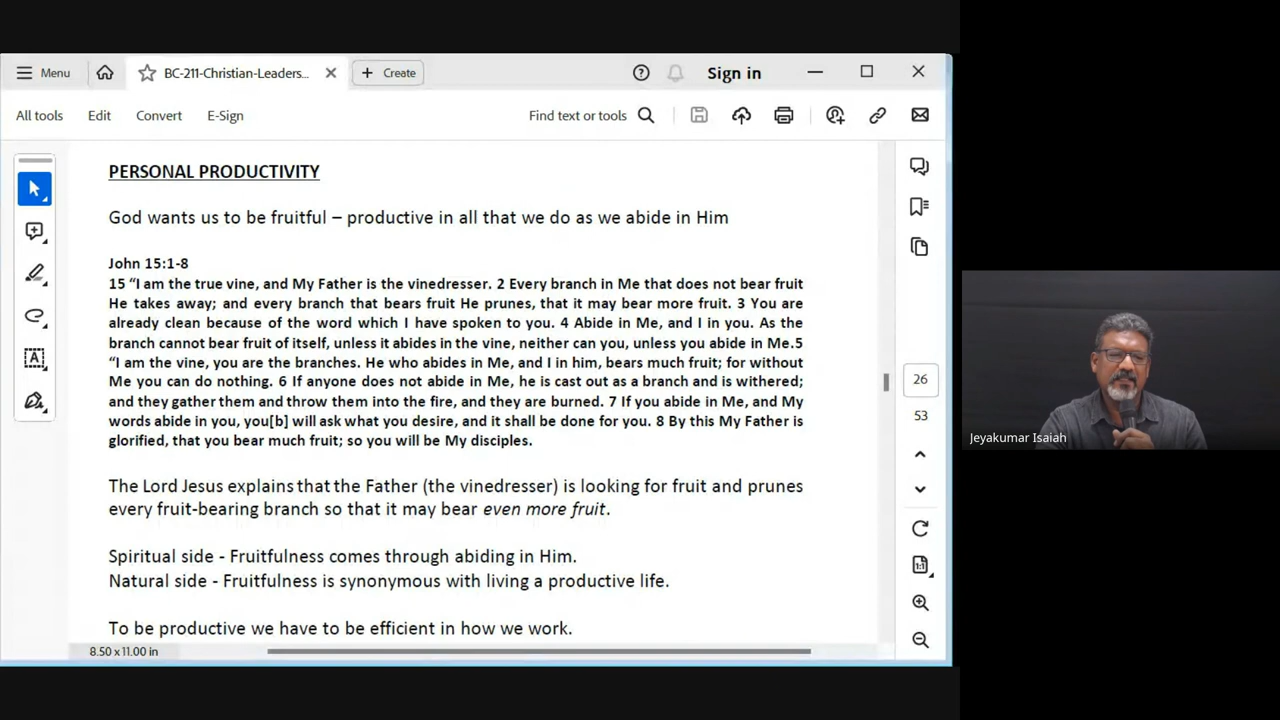 Menu
BC-211-Christian-Leaders...
Create
Sign in
All tools
Edit
Convert
E-Sign
Find text or tools
PERSONAL PRODUCTIVITY
God wants us to be fruitful – productive in all that we do as we abide in Him
John 15:1-8
15 “I am the true vine, and My Father is the vinedresser. 2 Every branch in Me that does not bear fruit
He takes away; and every branch that bears fruit He prunes, that it may bear more fruit. 3 You are
already clean because of the word which I have spoken to you. 4 Abide in Me, and I in you. As the
branch cannot bear fruit of itself, unless it abides in the vine, neither can you, unless you abide in Me.5
“I am the vine, you are the branches. He who abides in Me, and I in him, bears much fruit; for without
Me you can do nothing. 6 If anyone does not abide in Me, he is cast out as a branch and is withered;
and they gather them and throw them into the fire, and they are burned. 7 If you abide in Me, and My
words abide in you, you[b] will ask what you desire, and it shall be done for you. 8 By this My Father is
glorified, that you bear much fruit; so you will be My disciples.
The Lord Jesus explains that the Father (the vinedresser) is looking for fruit and prunes
every fruit-bearing branch so that it may bear even more fruit.
Spiritual side - Fruitfulness comes through abiding in Him.
Natural side - Fruitfulness is synonymous with living a productive life.
To be productive we have to be efficient in how we work.
8.50 x 11.00 in
26
53
1:1
Jeyakumar Isaiah